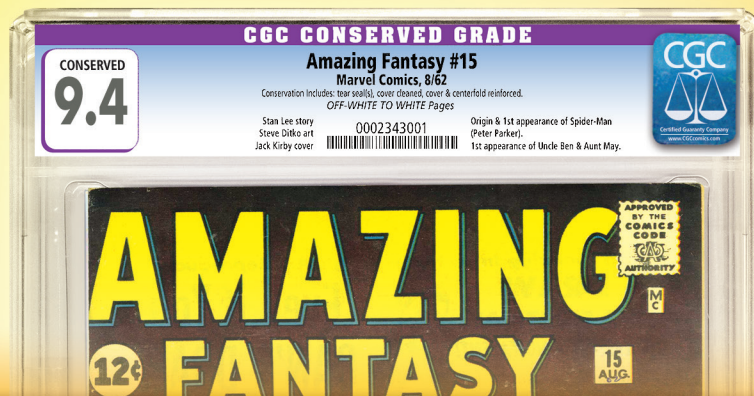 CGC CONSERVED GRADE
CONSERVED
9.4
Amazing Fantasy #15
Marvel Comics, 8/62
Conservation Includes: tear seal(s), cover cleaned, cover & centerfold reinforced.
OFF-WHITE TO WHITE Pages
Stan Lee story
Steve Ditko art
Jack Kirby cover
0002343001
Origin & 1st appearance of Spider-Man
(Peter Parker).
1st appearance of Uncle Ben & Aunt May.
CGC
Certified Guaranty Company
www.CGCcomics.com
AMAZING
APPROVED
BY THE
COMICS
CODE
CA
AUTHORITY
MC
12¢
FANTASY
15
AUG.